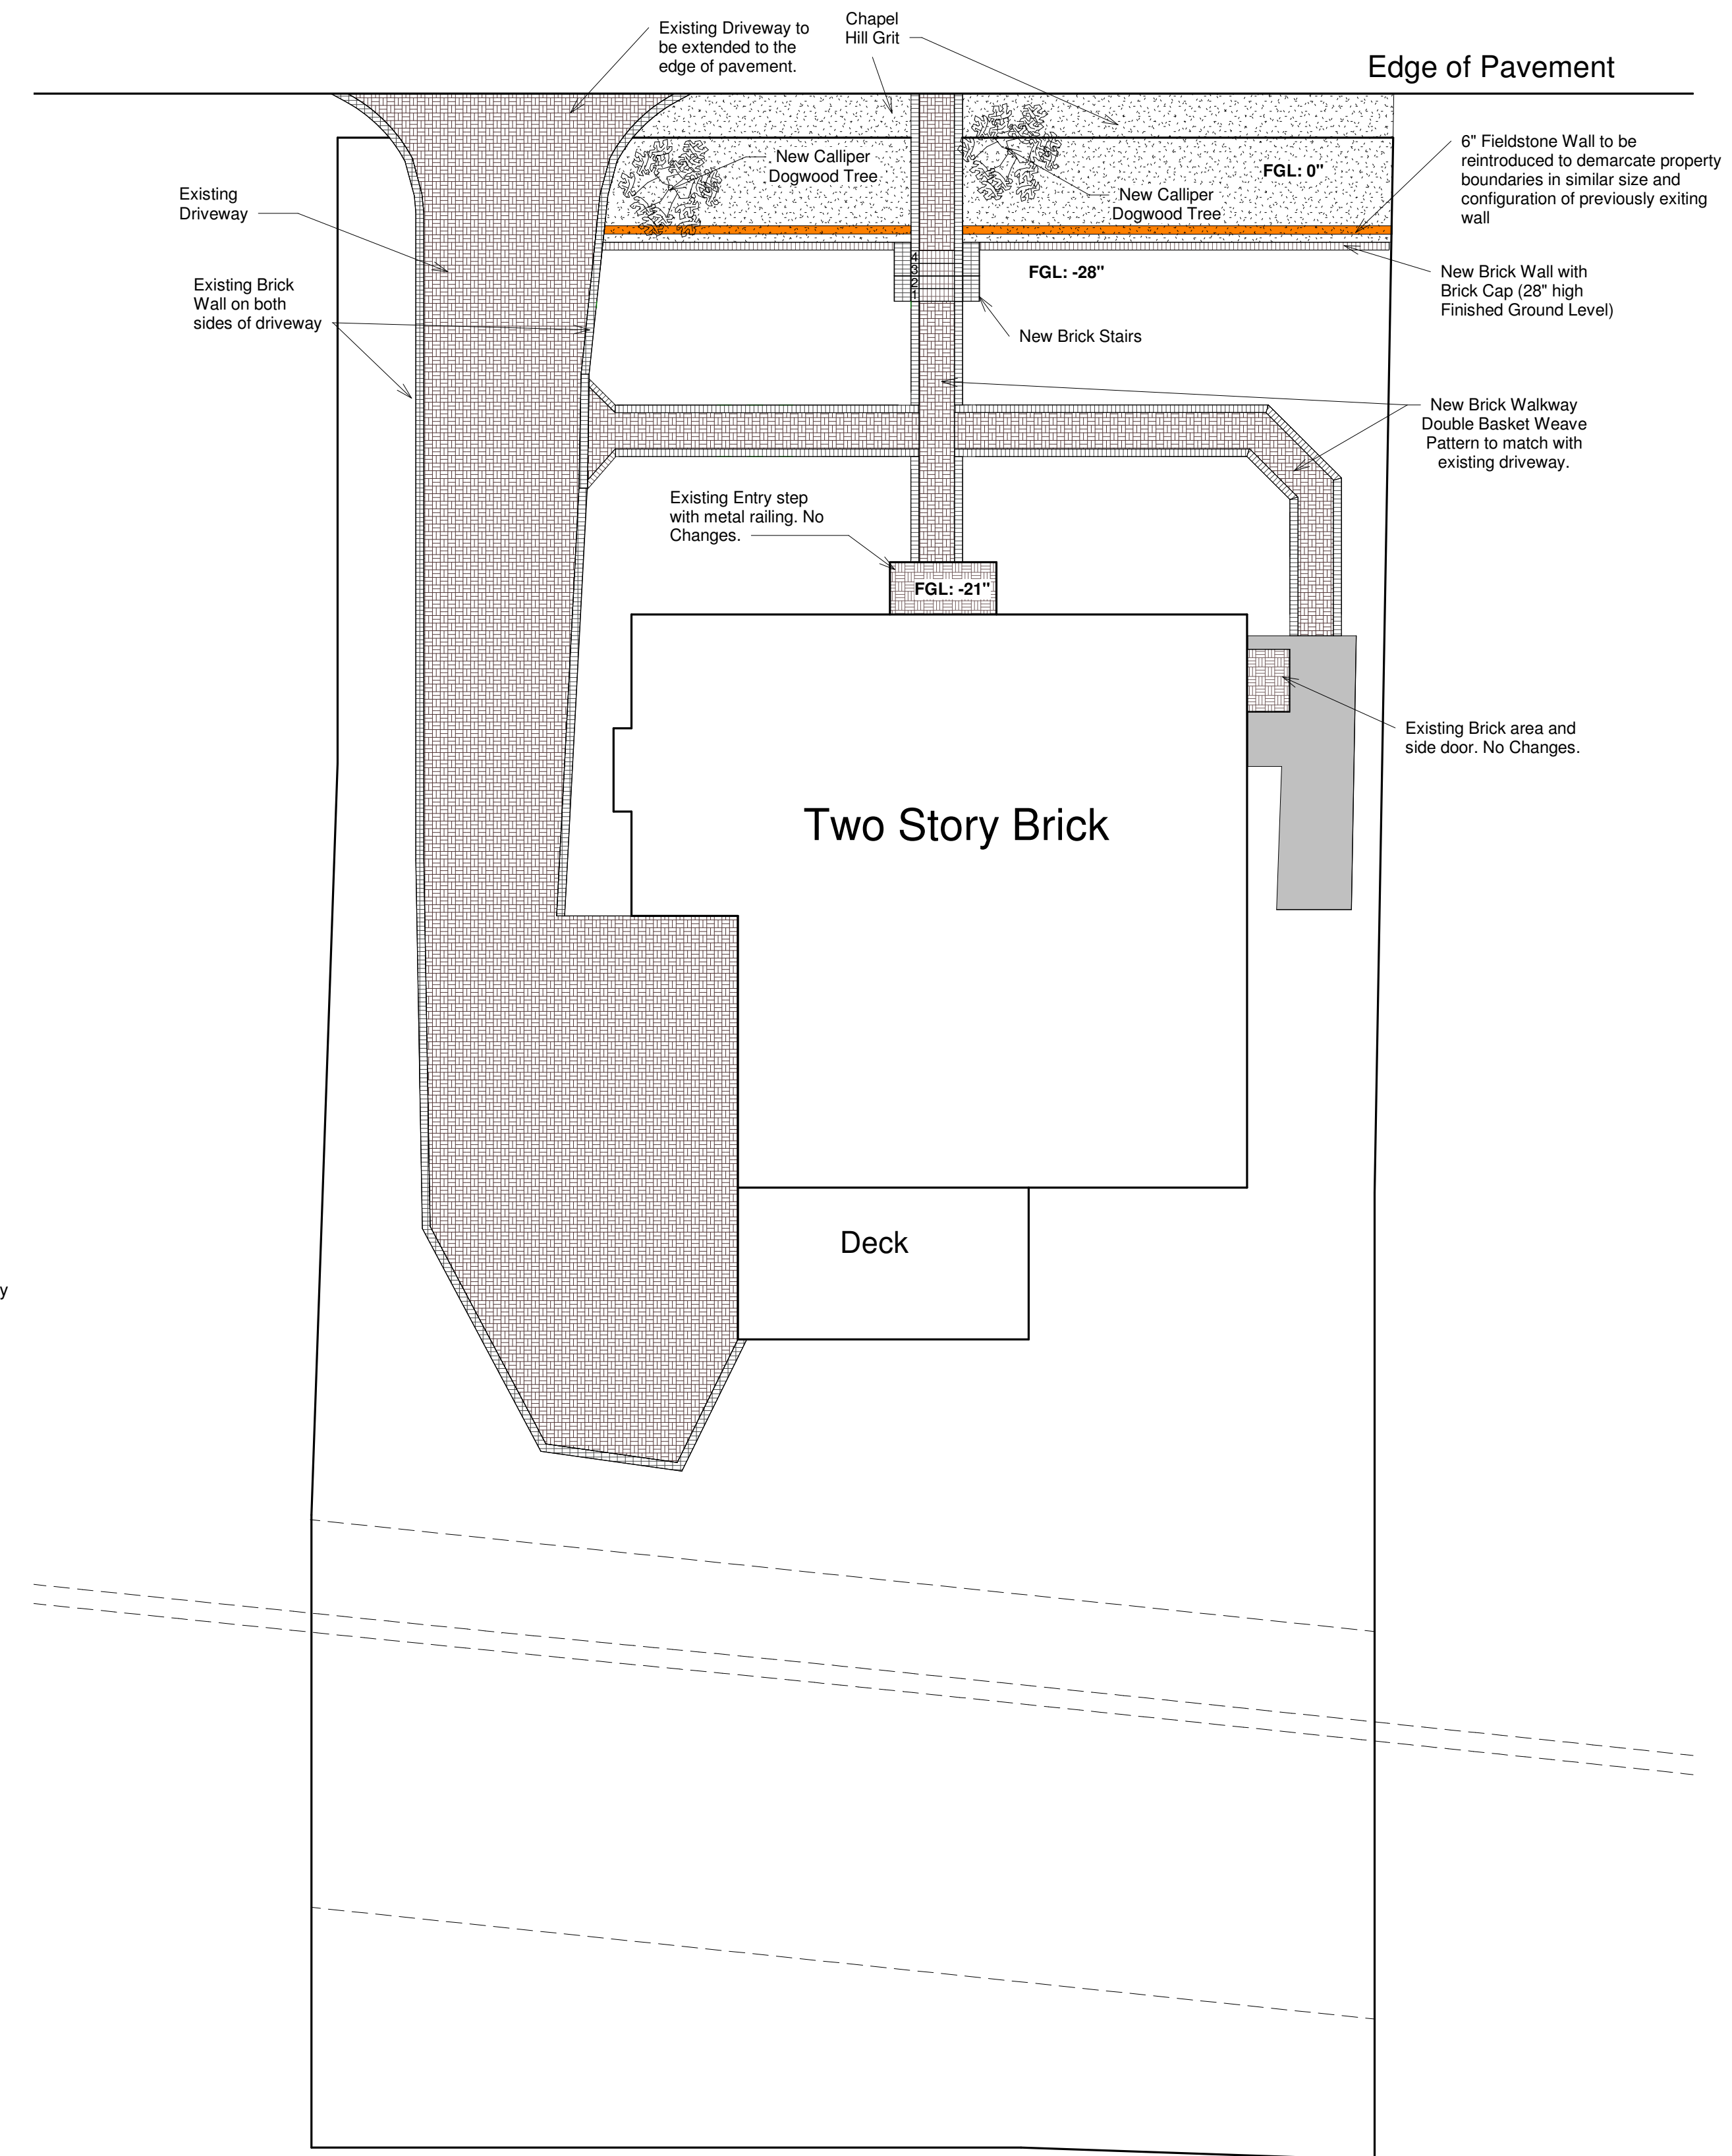 Existing Driveway to
be extended to the
edge of pavement.
Chapel
Hill Grit
Edge of Pavement
6" Fieldstone Wall to be
reintroduced to demarcate property
boundaries in similar size and
configuration of previously exiting
wall
New Calliper
Dogwood Tree
FGL: 0"
New Calliper
Dogwood Tree
Existing
Driveway
4
3
2
1
FGL: -28"
New Brick Wall with
Brick Cap (28" high
Finished Ground Level)
Existing Brick
Wall on both
sides of driveway
New Brick Stairs
New Brick Walkway
Double Basket Weave
Pattern to match with
existing driveway.
Existing Entry step
with metal railing. No
Changes.
FGL: -21"
Existing Brick area and
side door. No Changes.
Two Story Brick
Deck
y